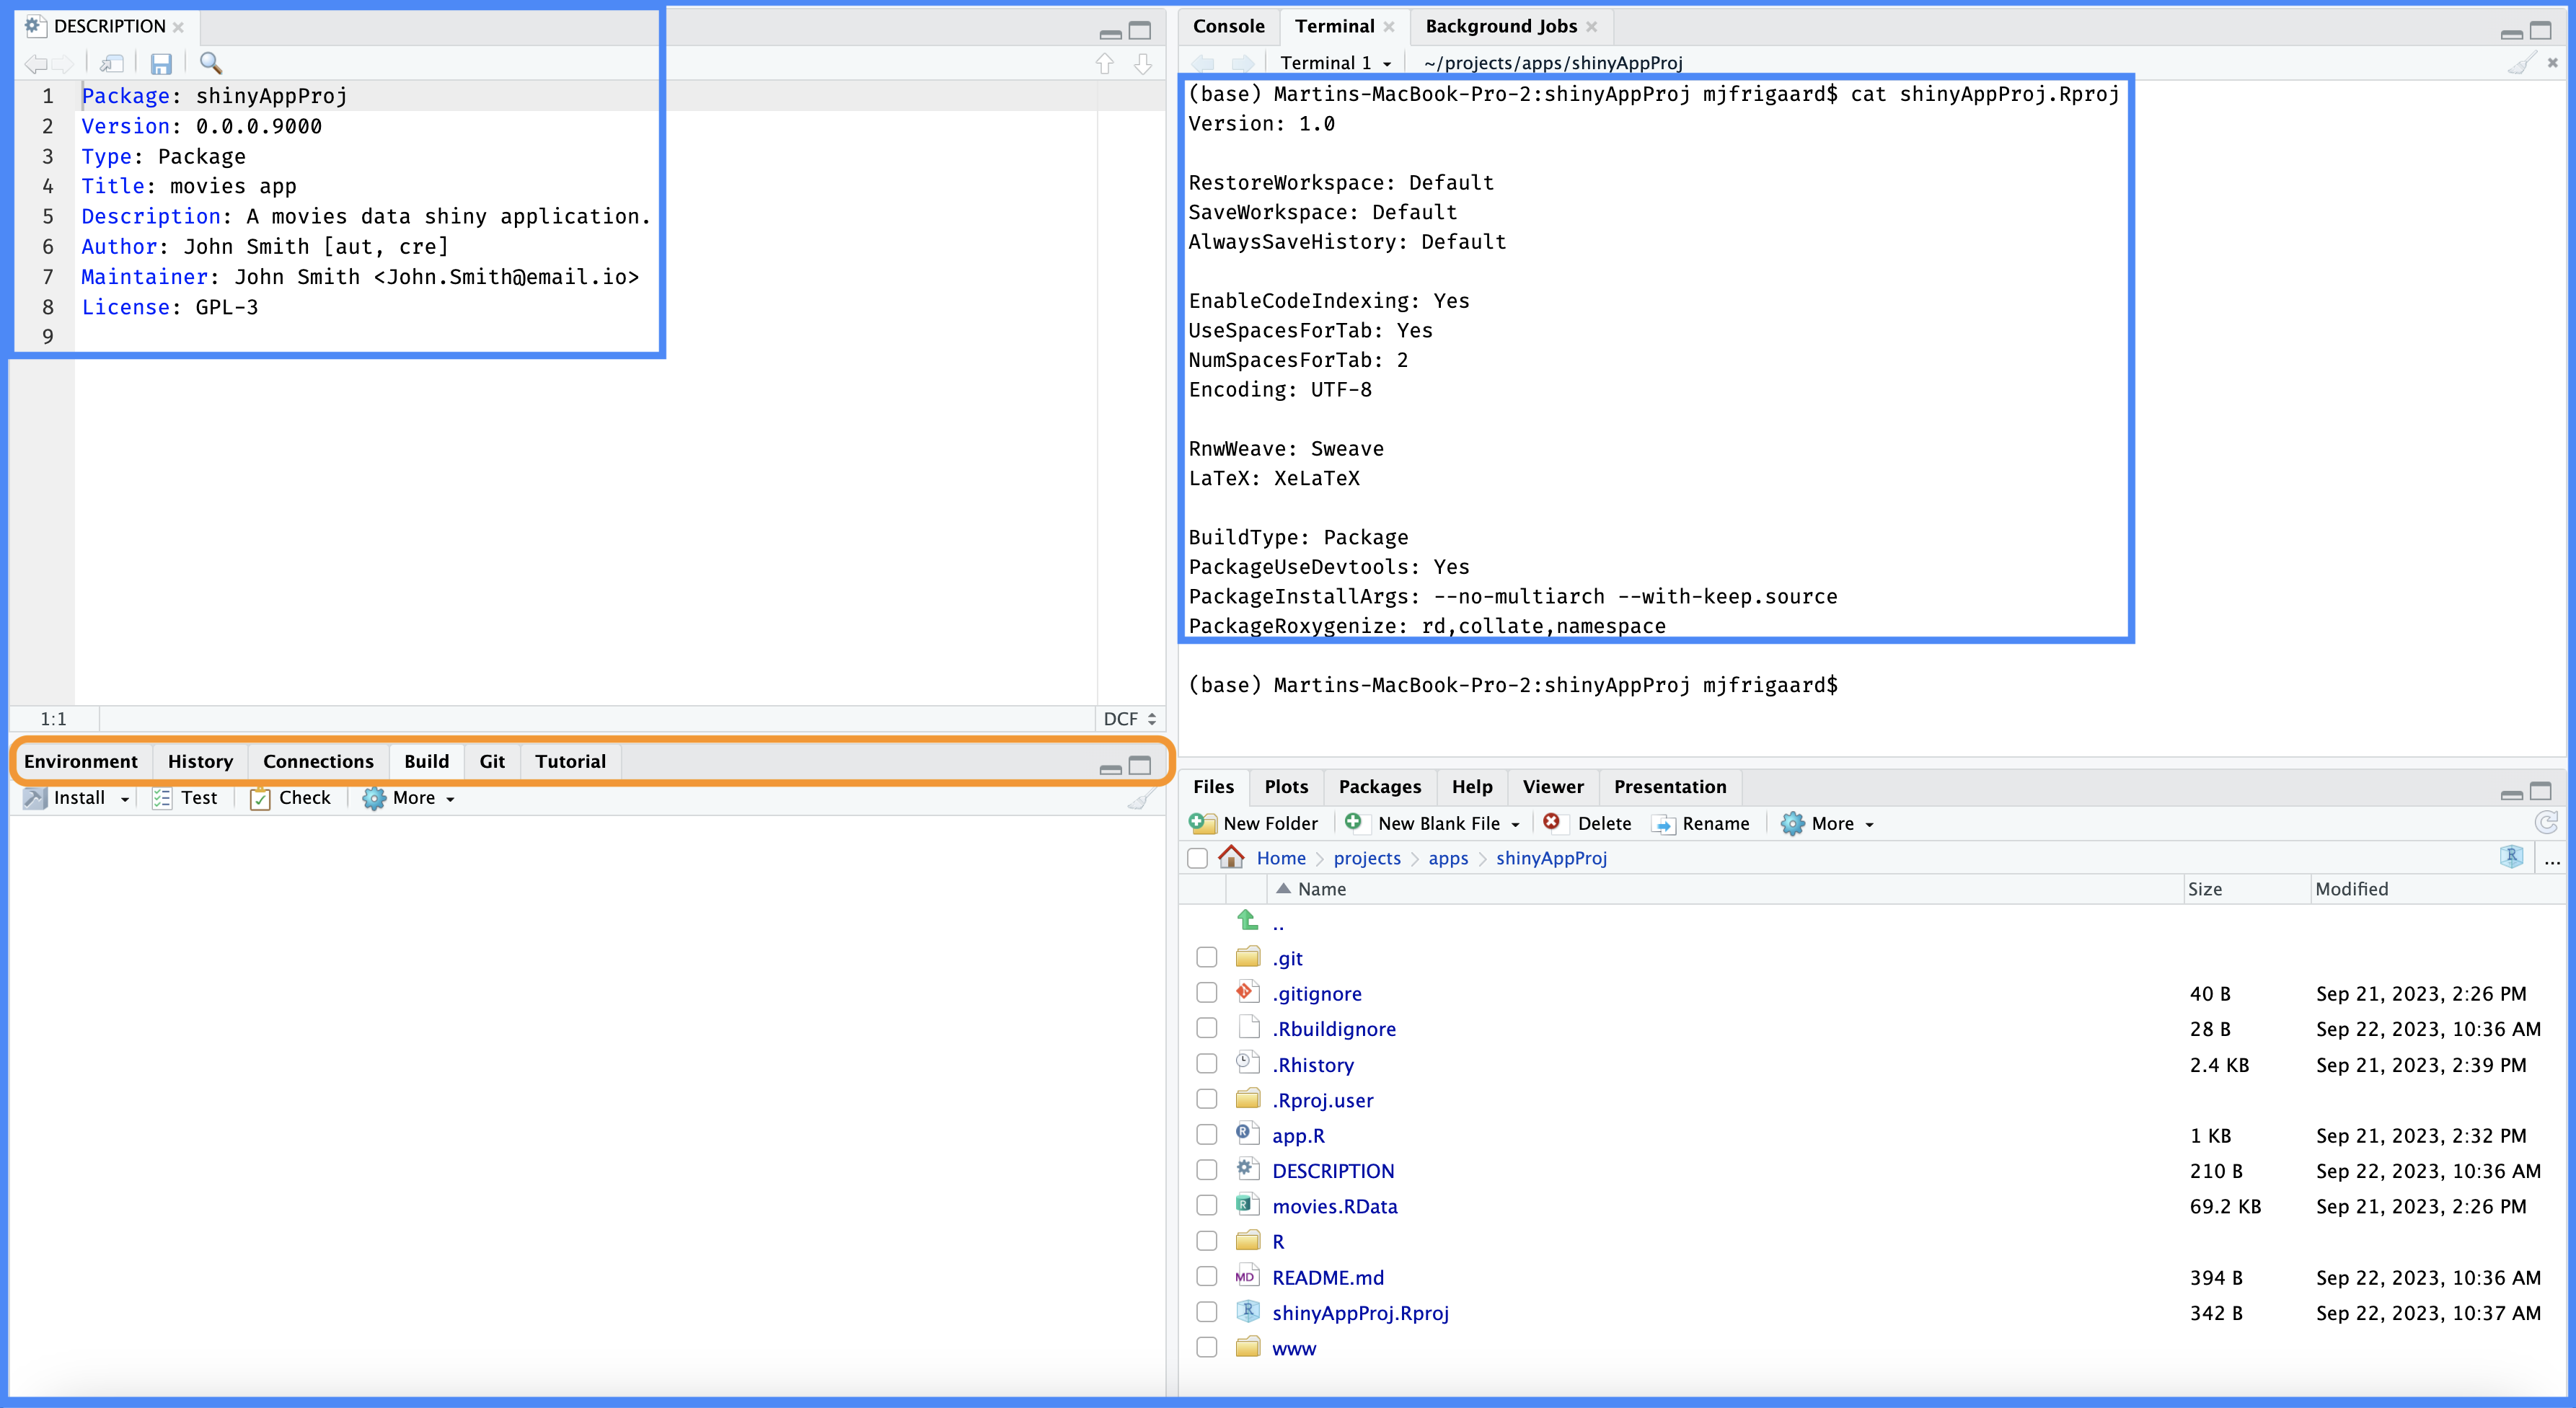 DESCRIPTION
1 Package: shinyAppProj
2 Version: 0.0.0.9000
3 Type: Package
4 Title: movies app
5 Description: A movies data shiny application.
6 Author: John Smith [aut, cre]
7 Maintainer: John Smith <John.Smith@email.io>
8 License: GPL-3
9
1:1 DCF
Environment History Connections Build Git Tutorial
Install Test Check More
Console Terminal Background Jobs
Terminal 1 ~/projects/apps/shinyAppProj
(base) Martins-MacBook-Pro-2:shinyAppProj mjfrigaard$ cat shinyAppProj.Rproj
Version: 1.0
RestoreWorkspace: Default
SaveWorkspace: Default
AlwaysSaveHistory: Default
EnableCodeIndexing: Yes
UseSpacesForTab: Yes
NumSpacesForTab: 2
Encoding: UTF-8
RnwWeave: Sweave
LaTeX: XeLaTeX
BuildType: Package
PackageUseDevtools: Yes
PackageInstallArgs: --no-multiarch --with-keep.source
PackageRoxygenize: rd,collate,namespace
(base) Martins-MacBook-Pro-2:shinyAppProj mjfrigaard$
Files Plots Packages Help Viewer Presentation
New Folder New Blank File Delete Rename More
Home projects apps shinyAppProj R ...
Name Size Modified
..
.git
.gitignore 40 B Sep 21, 2023, 2:26 PM
.Rbuildignore 28 B Sep 22, 2023, 10:36 AM
.Rhistory 2.4 KB Sep 21, 2023, 2:39 PM
.Rproj.user
app.R 1 KB Sep 21, 2023, 2:32 PM
DESCRIPTION 210 B Sep 22, 2023, 10:36 AM
movies.RData 69.2 KB Sep 21, 2023, 2:26 PM
R
README.md 394 B Sep 22, 2023, 10:36 AM
shinyAppProj.Rproj 342 B Sep 22, 2023, 10:37 AM
www